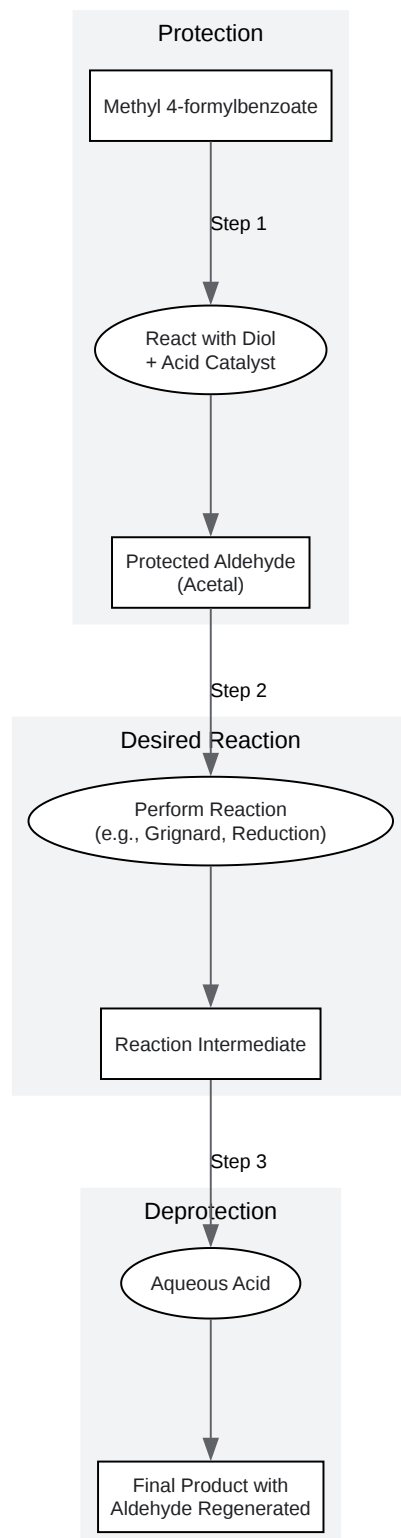 Protection
Methyl 4-formylbenzoate
Step 1
React with Diol
+ Acid Catalyst
Protected Aldehyde
(Acetal)
Step 2
Desired Reaction
Perform Reaction
(e.g., Grignard, Reduction)
Reaction Intermediate
Step 3
Deprotection
Aqueous Acid
Final Product with
Aldehyde Regenerated